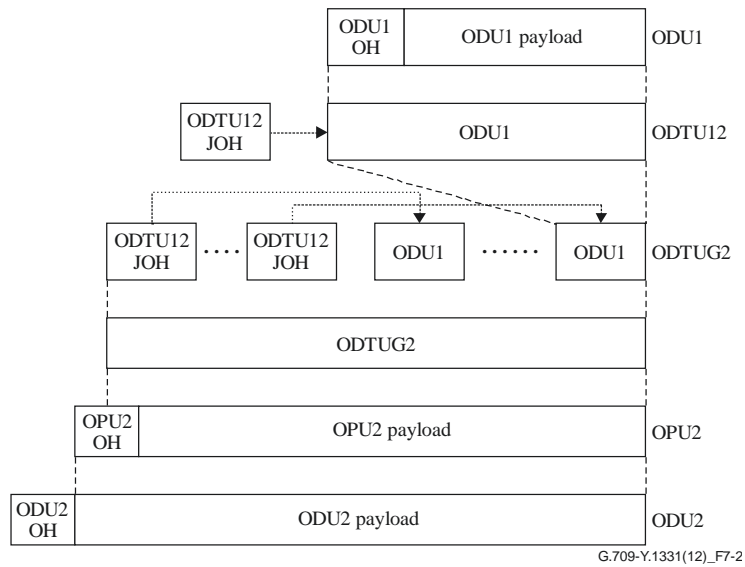 ODU1
OH
ODU1 payload
ODU1
ODTU12
JOH
ODU1
ODTU12
ODTU12
JOH
ODTU12
JOH
ODU1
ODU1
ODTUG2
ODTUG2
OPU2
OH
OPU2 payload
OPU2
ODU2
OH
ODU2 payload
ODU2
G.709-Y.1331(12)_F7-2